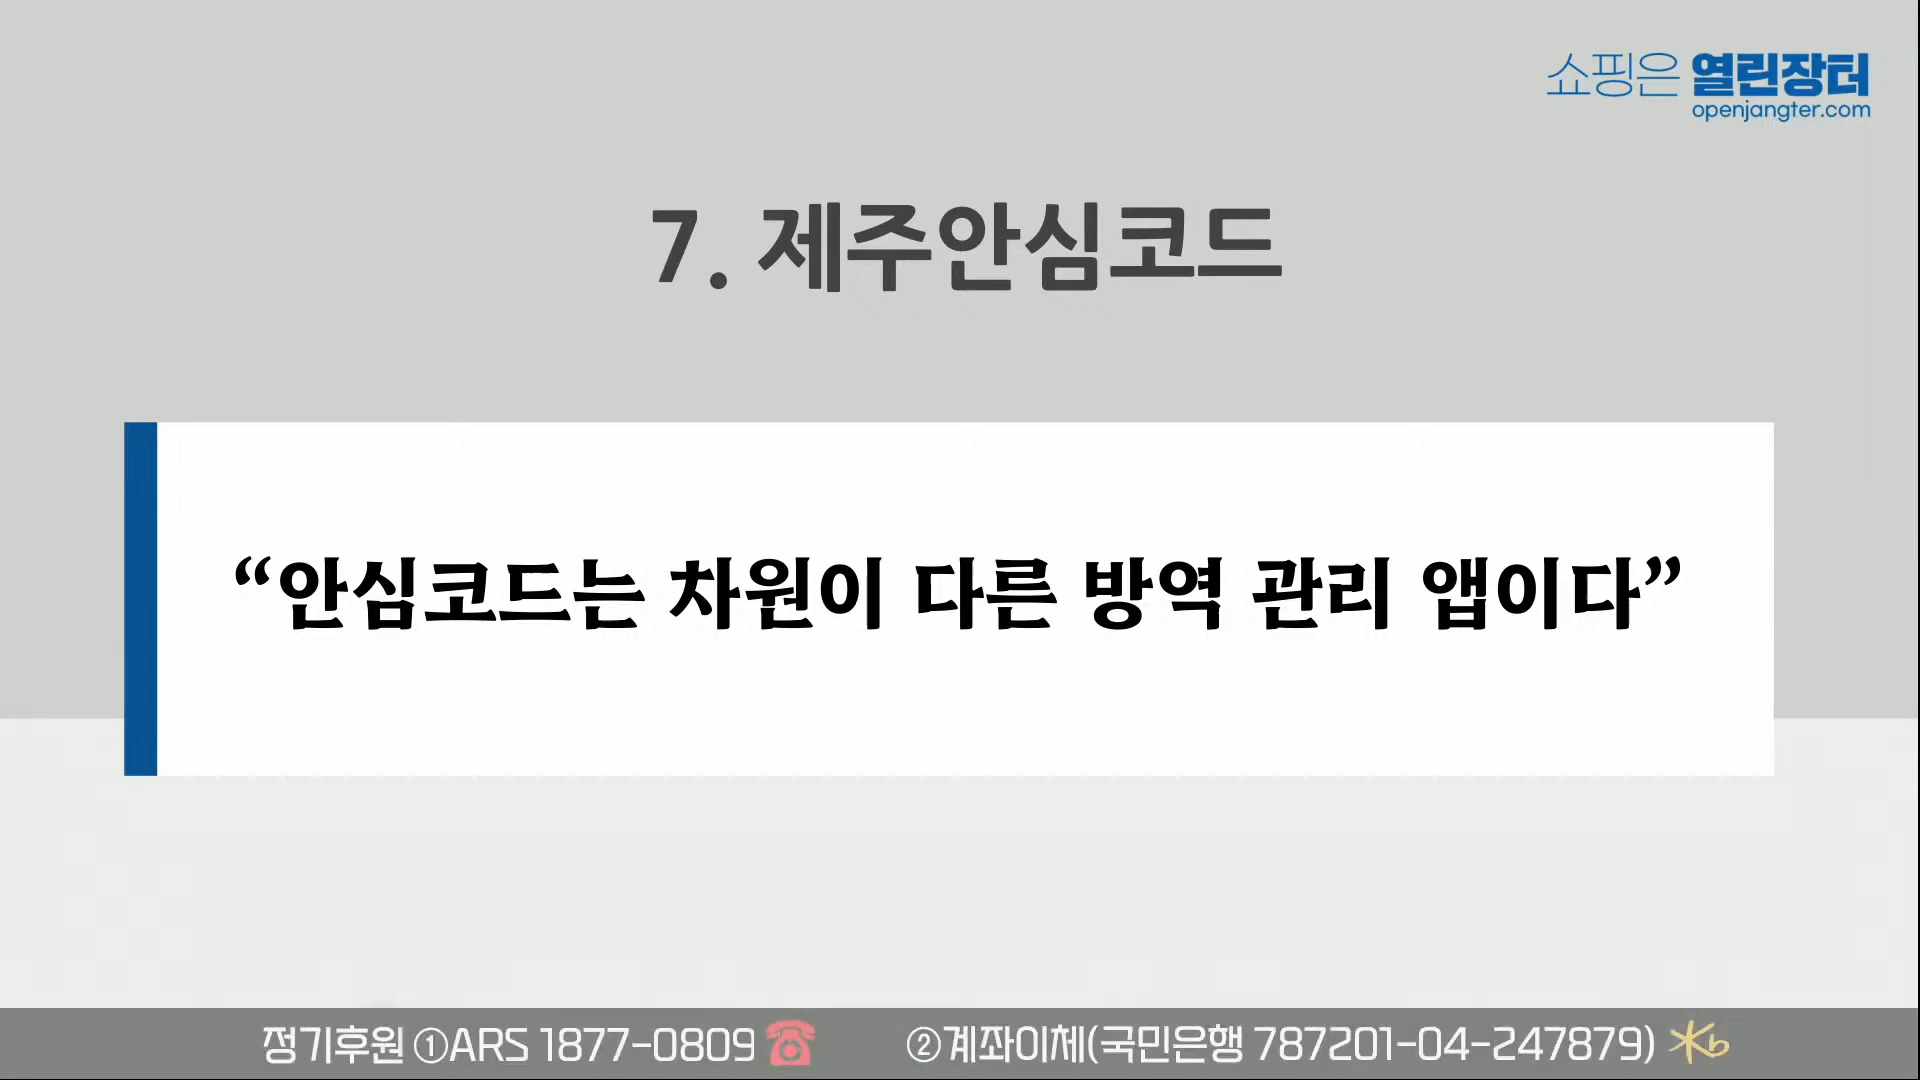 쇼핑은 열린장터
openjangter.com
7. 제주안심코드
“안심코드는 차원이 다른 방역 관리 앱이다”
정기후원 ①ARS 1877-0809 ②계좌이체(국민은행 787201-04-247879)